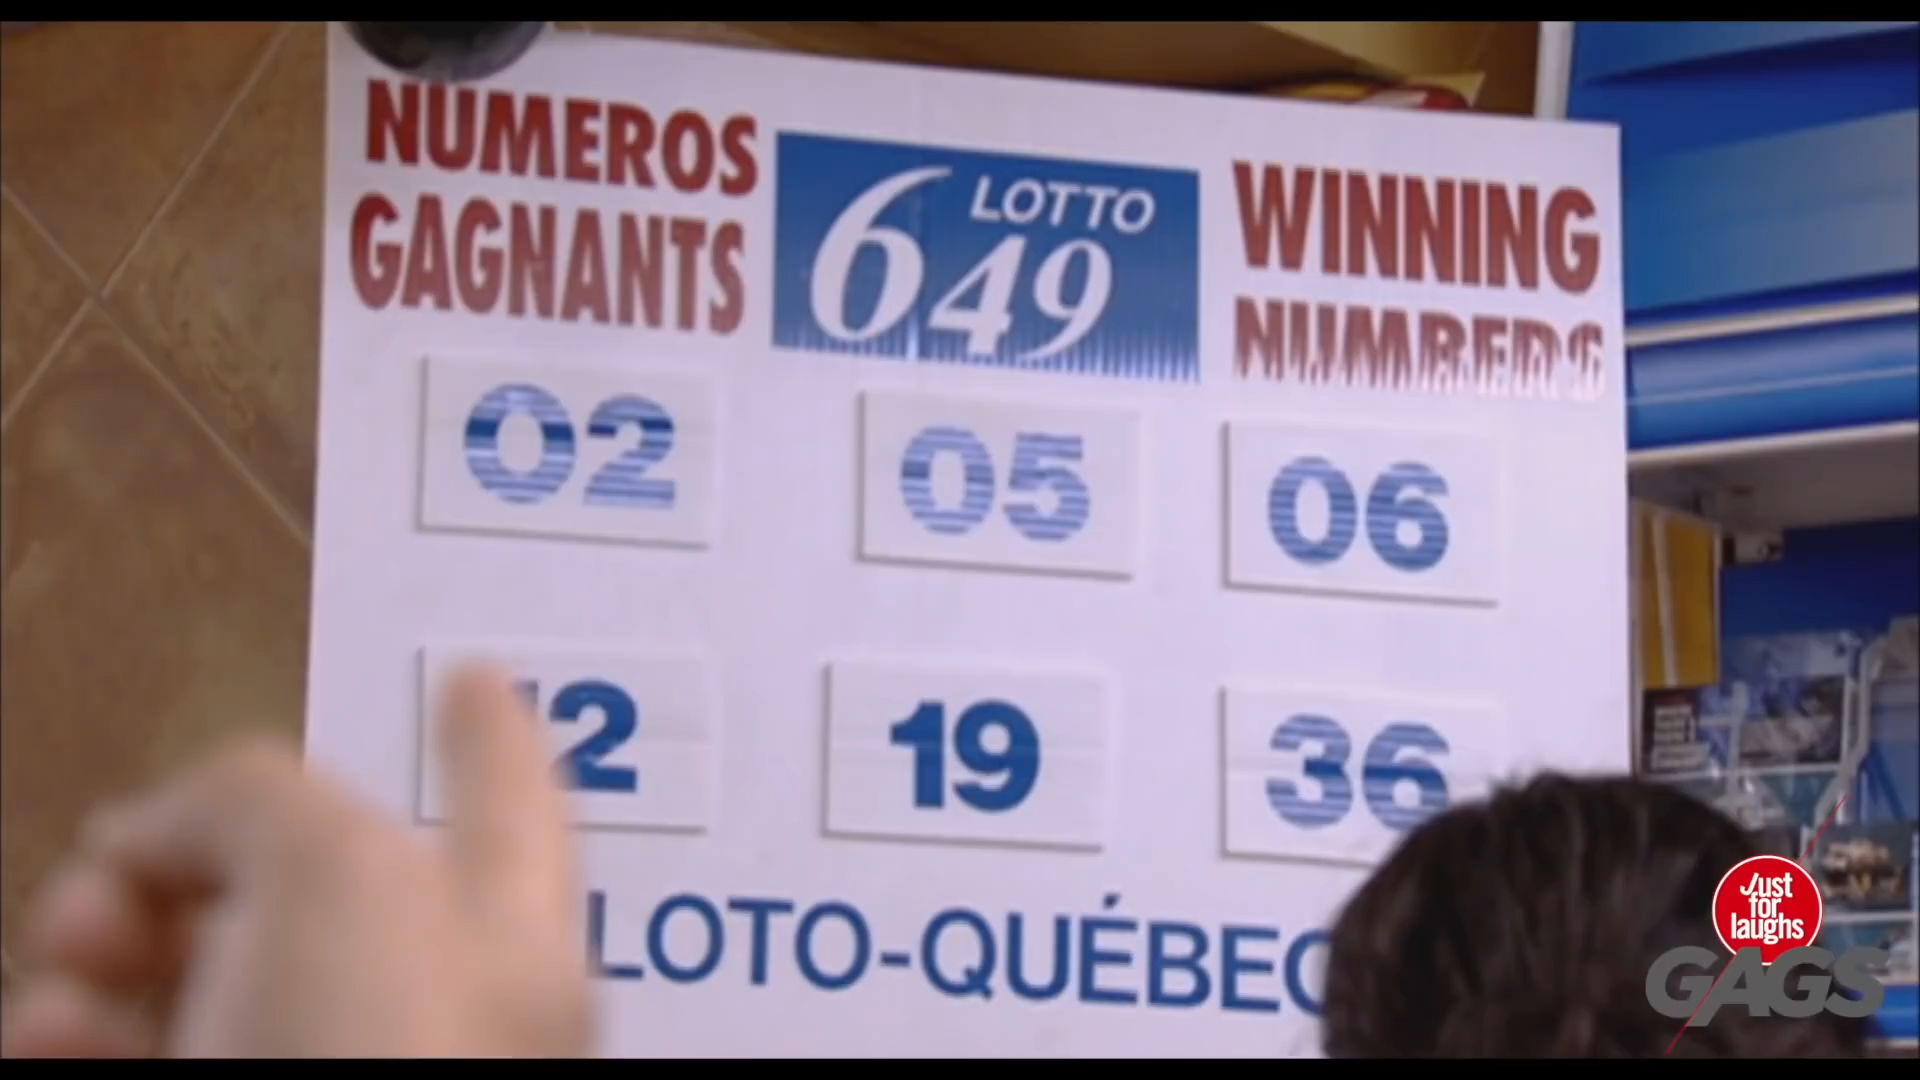 NUMEROS
GAGNANTS
LOTTO
649
WINNING
NUMBERS
02
05
06
19
36
LOTO-QUÉBEC
Just
for
laughs
GAGS